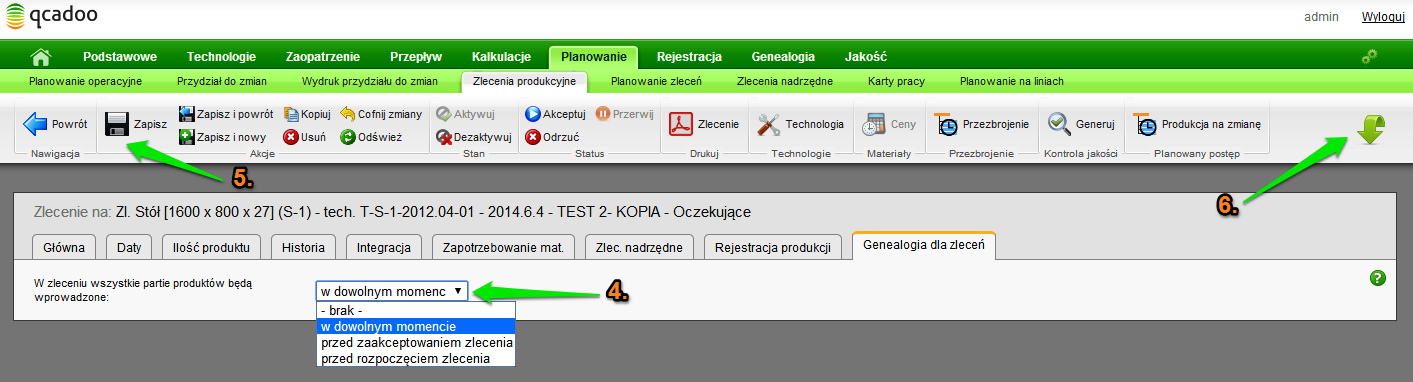 qcadoo
admin Wyloguj
Podstawowe Technologie Zaopatrzenie Przepływ Kalkulacje Planowanie Rejestracja Genealogia Jakość
Planowanie operacyjne Przydział do zmian Wydruk przydziału do zmian Zlecenia produkcyjne Planowanie zleceń Zlecenia nadrzędne Karty pracy Planowanie na liniach
Powrót Zapisz Zapisz i powrót Kopiuj Cofnij zmiany Aktywuj Akceptuj Przerwij Zlecenie Technologia Ceny Przezbrojenie Generuj Produkcja na zmianę
Zapisz i nowy Usuń Odśwież Dezaktywuj Odrzuć
Nawigacja Akcje Stan Status Drukuj Technologie Materiały Przezbrojenie Kontrola jakości Planowany postęp
5.
6.
Zlecenie na: Zl. Stół [1600 x 800 x 27] (S-1) - tech. T-S-1-2012.04-01 - 2014.6.4 - TEST 2- KOPIA - Oczekujące
Główna Daty Ilość produktu Historia Integracja Zapotrzebowanie mat. Zlec. nadrzędne Rejestracja produkcji Genealogia dla zleceń
W zleceniu wszystkie partie produktów będą
wprowadzone:
w dowolnym momenc
4.
- brak -
w dowolnym momencie
przed zaakceptowaniem zlecenia
przed rozpoczęciem zlecenia